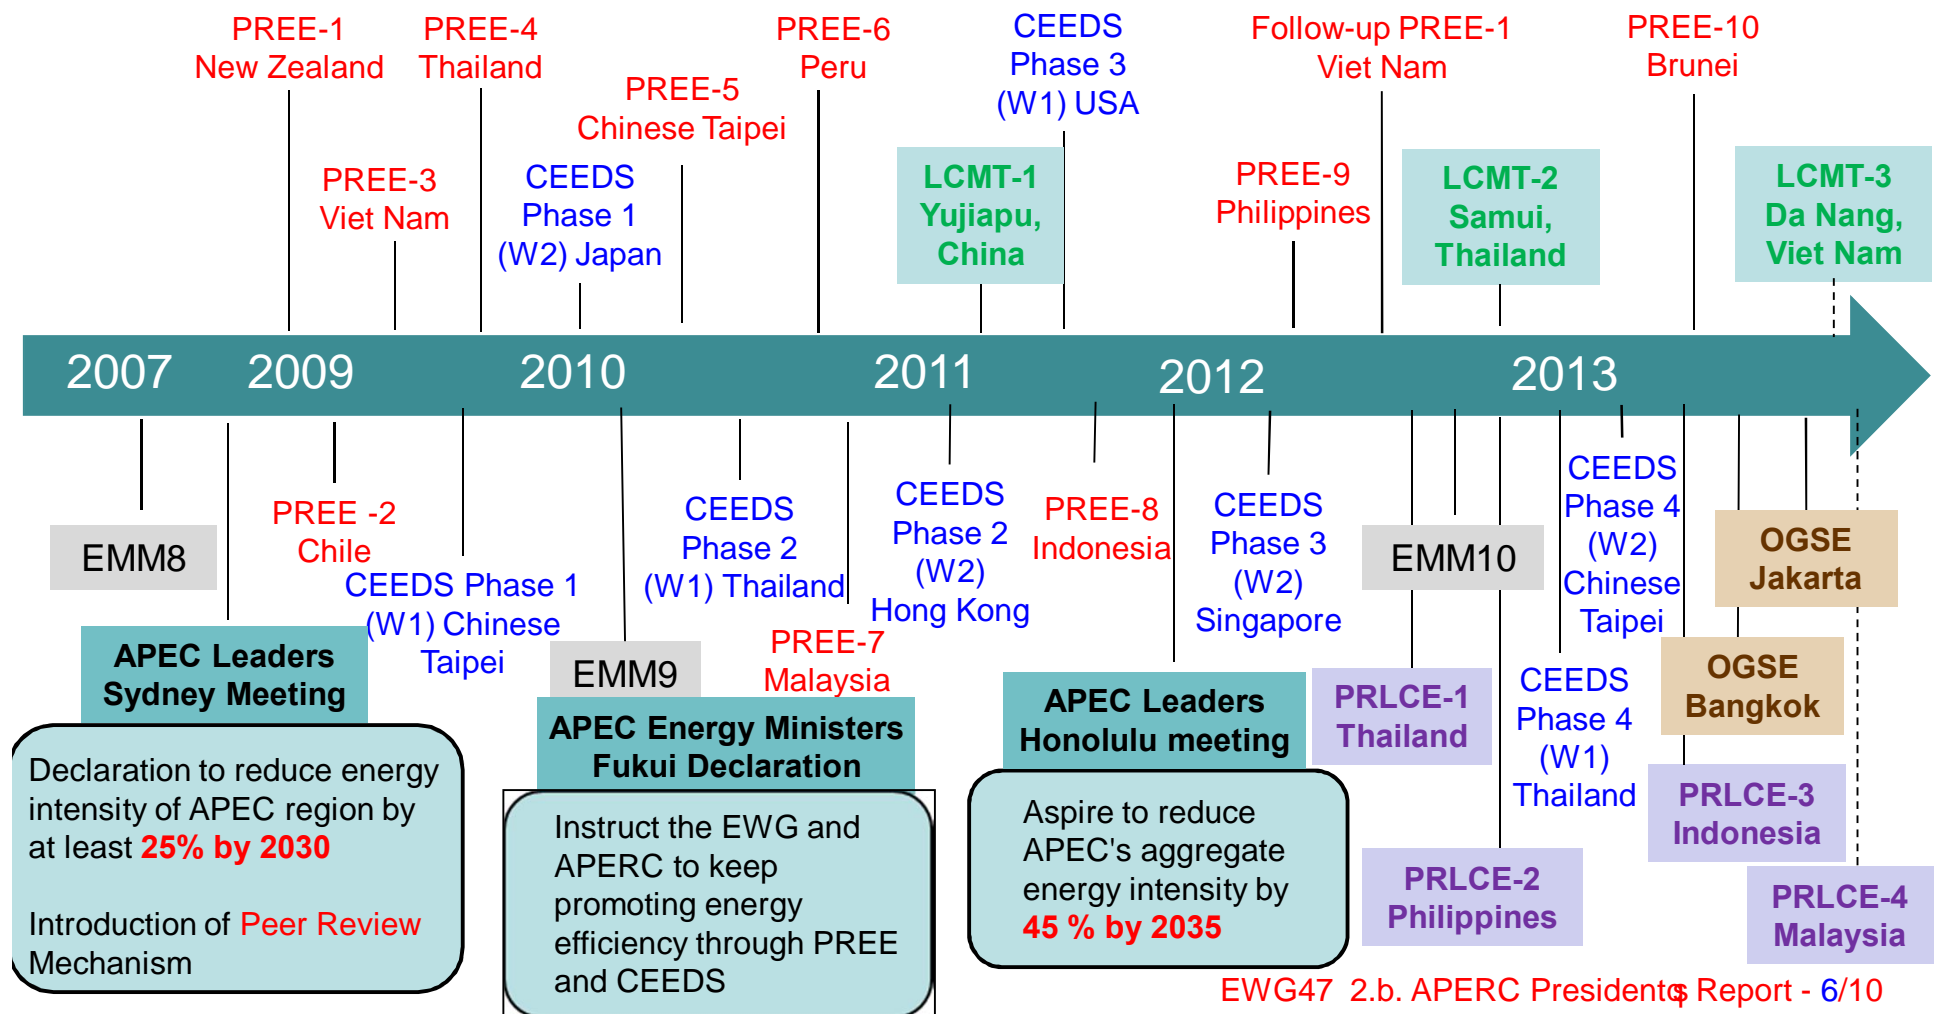 PREE-1
New Zealand
PREE-4
Thailand
PREE-6
Peru
CEEDS
Phase 3
(W1) USA
Follow-up PREE-1
Viet Nam
PREE-10
Brunei
PREE-5
Chinese Taipei
PREE-3
Viet Nam
CEEDS
Phase 1
(W2) Japan
LCMT-1
Yujiapu,
China
PREE-9
Philippines
LCMT-2
Samui,
Thailand
LCMT-3
Da Nang,
Viet Nam
2007
2009
2010
2011
2012
2013
EMM8
PREE -2
Chile
CEEDS Phase 1
(W1) Chinese
Taipei
CEEDS
Phase 2
(W1) Thailand
CEEDS
Phase 2
(W2)
Hong Kong
PREE-8
Indonesia
CEEDS
Phase 3
(W2)
Singapore
EMM10
CEEDS
Phase 4
(W2)
Chinese
Taipei
OGSE
Jakarta
APEC Leaders
Sydney Meeting
EMM9
PREE-7
Malaysia
OGSE
Bangkok
APEC Energy Ministers
Fukui Declaration
APEC Leaders
Honolulu meeting
PRLCE-1
Thailand
CEEDS
Phase 4
(W1)
Thailand
PRLCE-3
Indonesia
Declaration to reduce energy
intensity of APEC region by
at least 25% by 2030
Introduction of Peer Review
Mechanism
Instruct the EWG and
APERC to keep
promoting energy
efficiency through PREE
and CEEDS
Aspire to reduce
APEC's aggregate
energy intensity by
45 % by 2035
PRLCE-2
Philippines
PRLCE-4
Malaysia
EWG47 2.b. APERC President's Report - 6/10